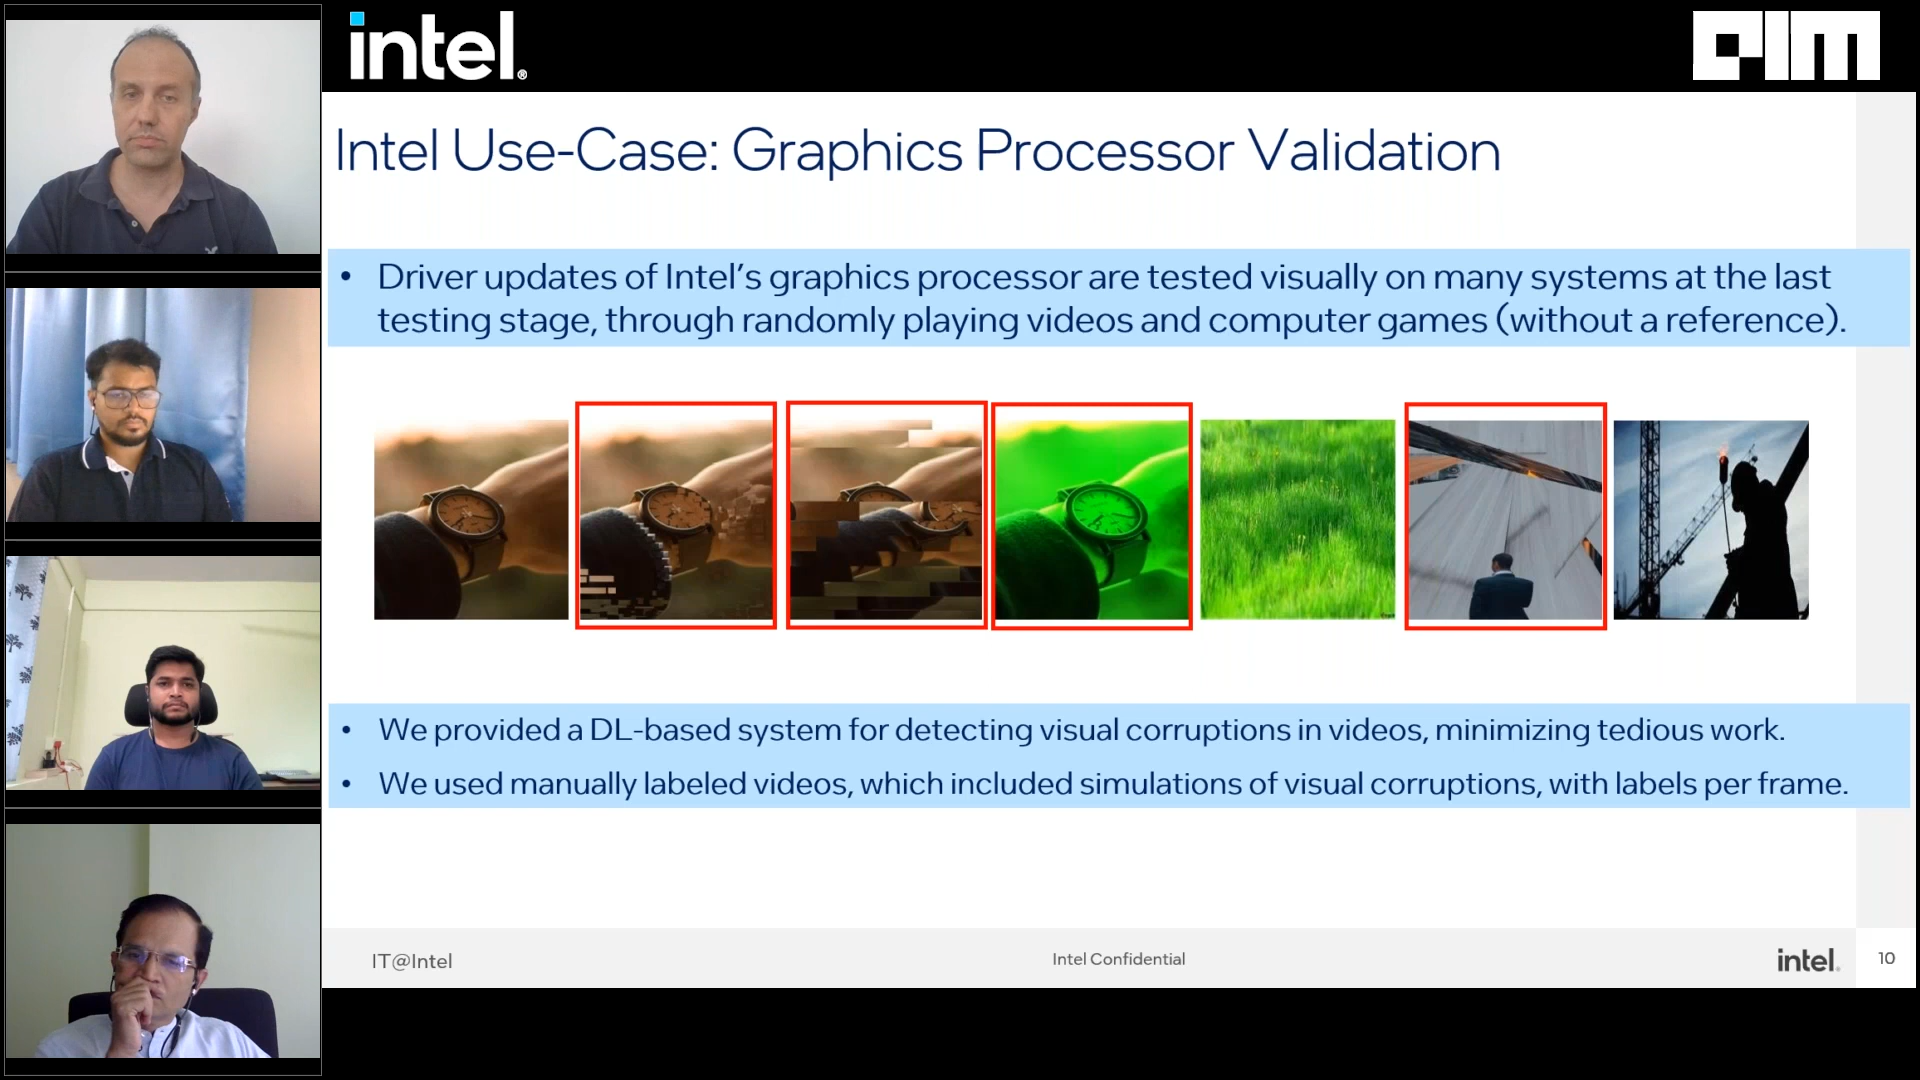 intel®
AIM
Intel Use-Case: Graphics Processor Validation
• Driver updates of Intel’s graphics processor are tested visually on many systems at the last
testing stage, through randomly playing videos and computer games (without a reference).
• We provided a DL-based system for detecting visual corruptions in videos, minimizing tedious work.
• We used manually labeled videos, which included simulations of visual corruptions, with labels per frame.
IT@Intel
Intel Confidential
intel.
10